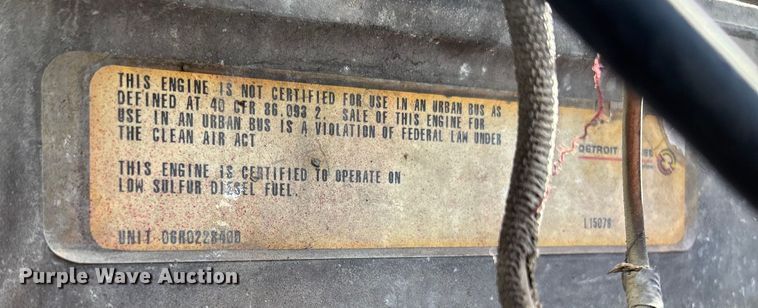 THIS ENGINE IS NOT CERTIFIED FOR USE IN AN URBAN BUS AS
DEFINED AT 40 CFR 86.093 2. SALE OF THIS ENGINE FOR
USE IN AN URBAN BUS IS A VIOLATION OF FEDERAL LAW UNDER
THE CLEAN AIR ACT
THIS ENGINE IS CERTIFIED TO OPERATE ON
LOW SULFUR DIESEL FUEL.
DETROIT
L15078
UNIT
Purple Wave Auction